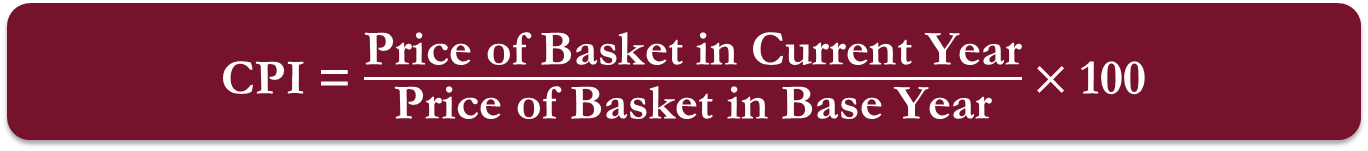 Price of Basket in Current Year
CPI = × 100
Price of Basket in Base Year